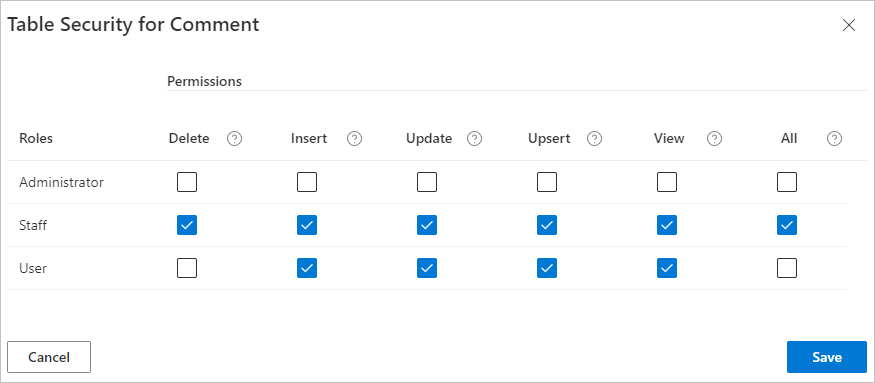 Table Security for Comment
Permissions
Roles Delete ? Insert ? Update ? Upsert ? View ? All ?
Administrator
Staff
User
Cancel Save